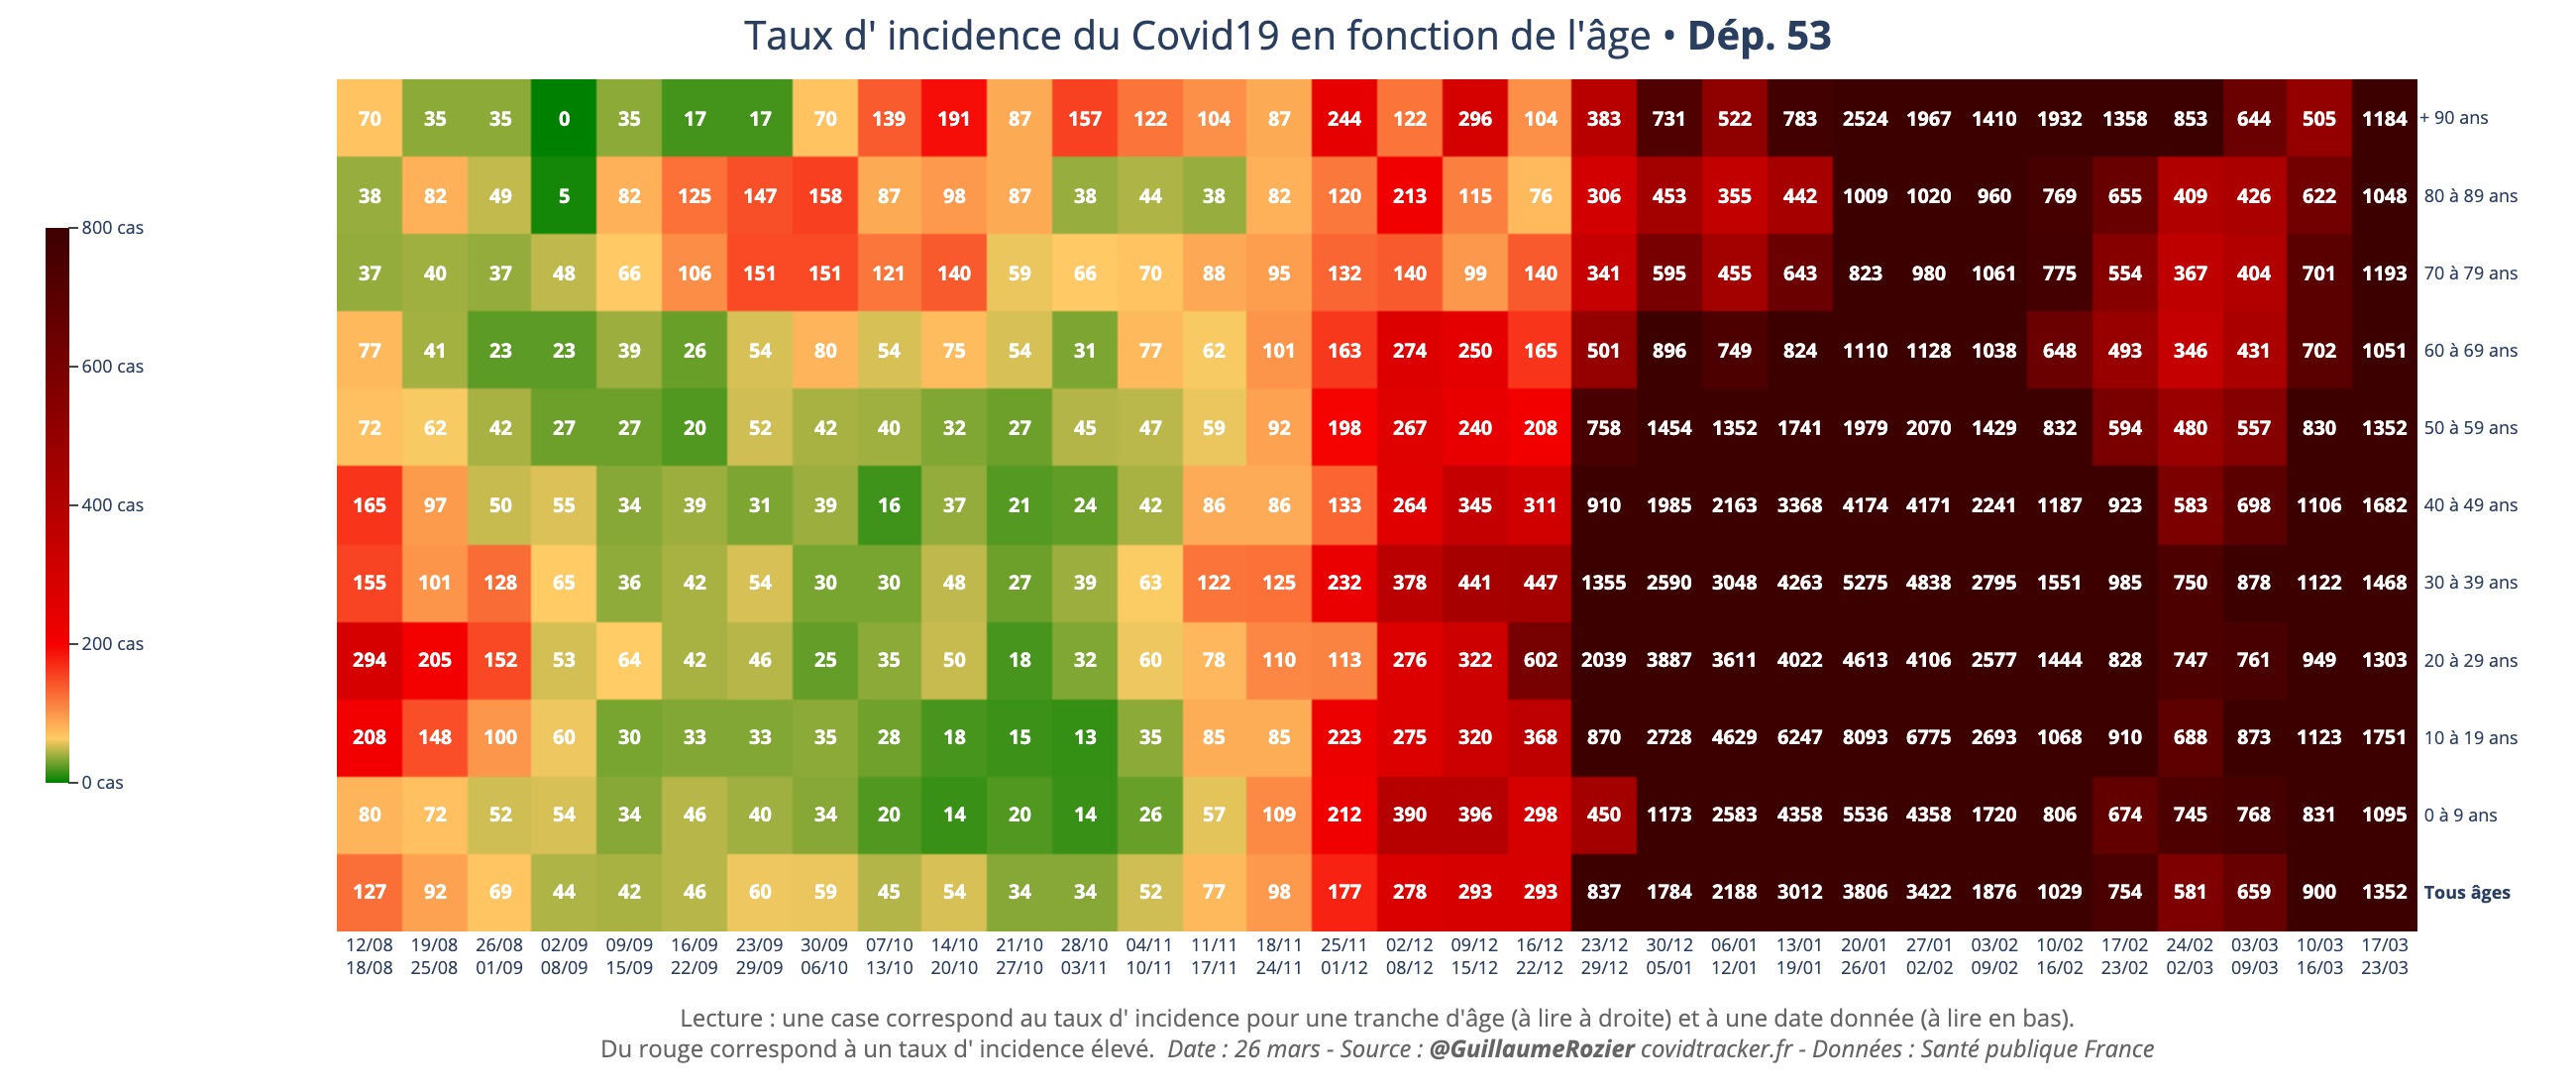 Taux d' incidence du Covid19 en fonction de l'âge • Dép. 53
800 cas
600 cas
400 cas
200 cas
0 cas
70 35 35 0 35 17 17 70 139 191 87 157 122 104 87 244 122 296 104 383 731 522 783 2524 1967 1410 1932 1358 853 644 505 1184 + 90 ans
38 82 49 5 82 125 147 158 87 98 87 38 44 38 82 120 213 115 76 306 453 355 442 1009 1020 960 769 655 409 426 622 1048 80 à 89 ans
37 40 37 48 66 106 151 151 121 140 59 66 70 88 95 132 140 99 140 341 595 455 643 823 980 1061 775 554 367 404 701 1193 70 à 79 ans
77 41 23 23 39 26 54 80 54 75 54 31 77 62 101 163 274 250 165 501 896 749 824 1110 1128 1038 648 493 346 431 702 1051 60 à 69 ans
72 62 42 27 27 20 52 42 40 32 27 45 47 59 92 198 267 240 208 758 1454 1352 1741 1979 2070 1429 832 594 480 557 830 1352 50 à 59 ans
165 97 50 55 34 39 31 39 16 37 21 24 42 86 86 133 264 345 311 910 1985 2163 3368 4174 4171 2241 1187 923 583 698 1106 1682 40 à 49 ans
155 101 128 65 36 42 54 30 30 48 27 39 63 122 125 232 378 441 447 1355 2590 3048 4263 5275 4838 2795 1551 985 750 878 1122 1468 30 à 39 ans
294 205 152 53 64 42 46 25 35 50 18 32 60 78 110 113 276 322 602 2039 3887 3611 4022 4613 4106 2577 1444 828 747 761 949 1303 20 à 29 ans
208 148 100 60 30 33 33 35 28 18 15 13 35 85 85 223 275 320 368 870 2728 4629 6247 8093 6775 2693 1068 910 688 873 1123 1751 10 à 19 ans
80 72 52 54 34 46 40 34 20 14 20 14 26 57 109 212 390 396 298 450 1173 2583 4358 5536 4358 1720 806 674 745 768 831 1095 0 à 9 ans
127 92 69 44 42 46 60 59 45 54 34 34 52 77 98 177 278 293 293 837 1784 2188 3012 3806 3422 1876 1029 754 581 659 900 1352 Tous âges
12/08 19/08 26/08 02/09 09/09 16/09 23/09 30/09 07/10 14/10 21/10 28/10 04/11 11/11 18/11 25/11 02/12 09/12 16/12 23/12 30/12 06/01 13/01 20/01 27/01 03/02 10/02 17/02 24/02 03/03 10/03 17/03
18/08 25/08 01/09 08/09 15/09 22/09 29/09 06/10 13/10 20/10 27/10 03/11 10/11 17/11 24/11 01/12 08/12 15/12 22/12 29/12 05/01 12/01 19/01 26/01 02/02 09/02 16/02 23/02 02/03 09/03 16/03 23/03
Lecture : une case correspond au taux d' incidence pour une tranche d'âge (à lire à droite) et à une date donnée (à lire en bas).
Du rouge correspond à un taux d' incidence élevé. Date : 26 mars - Source : @GuillaumeRozier covidtracker.fr - Données : Santé publique France